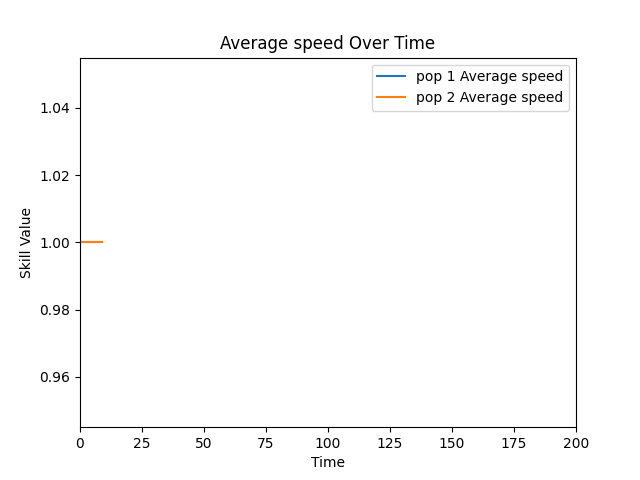 Average speed Over Time
pop 1 Average speed
pop 2 Average speed
Skill Value
1.04
1.02
1.00
0.98
0.96
0 25 50 75 100 125 150 175 200
Time